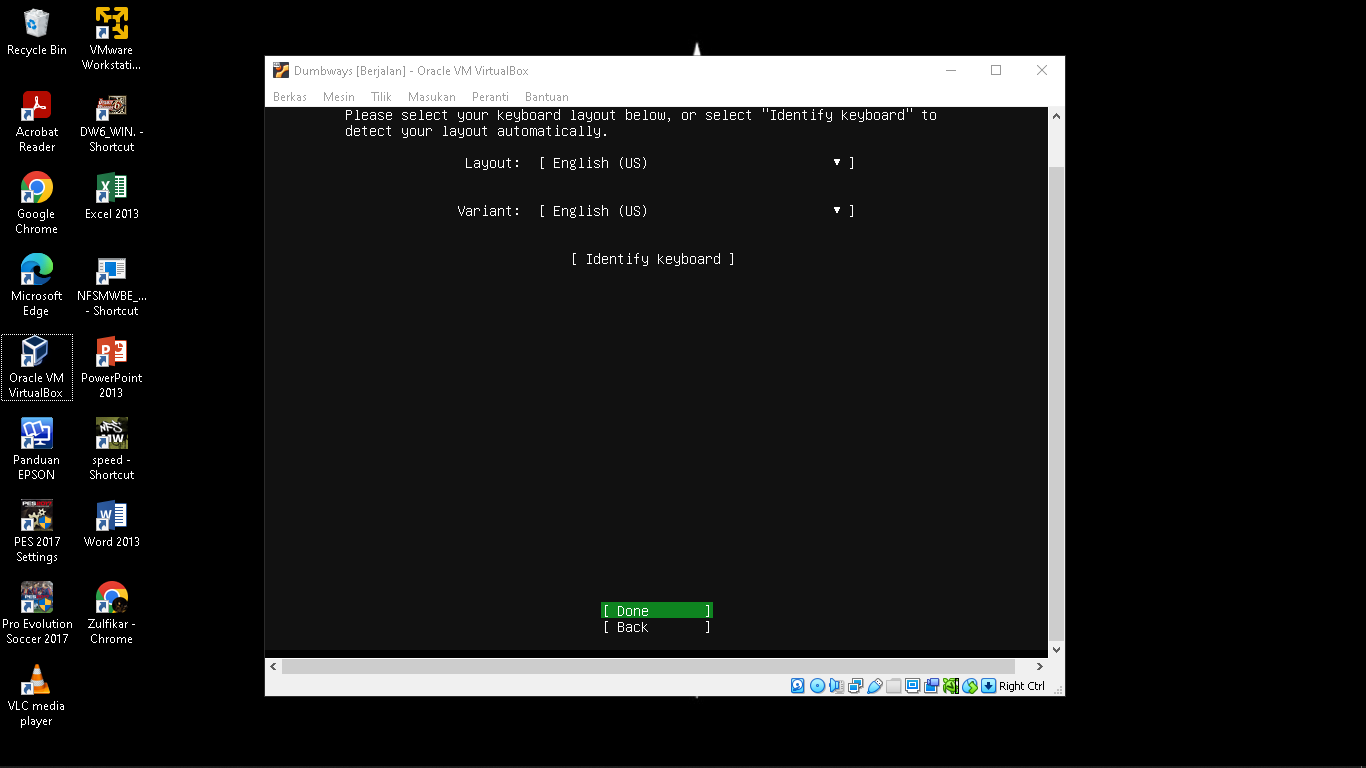 Recycle Bin
VMware
Workstati...
Acrobat
Reader
DW6_WIN. -
Shortcut
Google
Chrome
Excel 2013
Microsoft
Edge
NFSMWBE_...
- Shortcut
Oracle VM
VirtualBox
PowerPoint
2013
Panduan
EPSON
speed -
Shortcut
PES 2017
Settings
Word 2013
Pro Evolution
Soccer 2017
Zulfikar -
Chrome
VLC media
player
Dumbways [Berjalan] - Oracle VM VirtualBox
Berkas Mesin Tilik Masukan Peranti Bantuan
Please select your keyboard layout below, or select "Identify keyboard" to
detect your layout automatically.
Layout: [ English (US) ▼ ]
Variant: [ English (US) ▼ ]
[ Identify keyboard ]
[ Done ]
[ Back ]
Right Ctrl